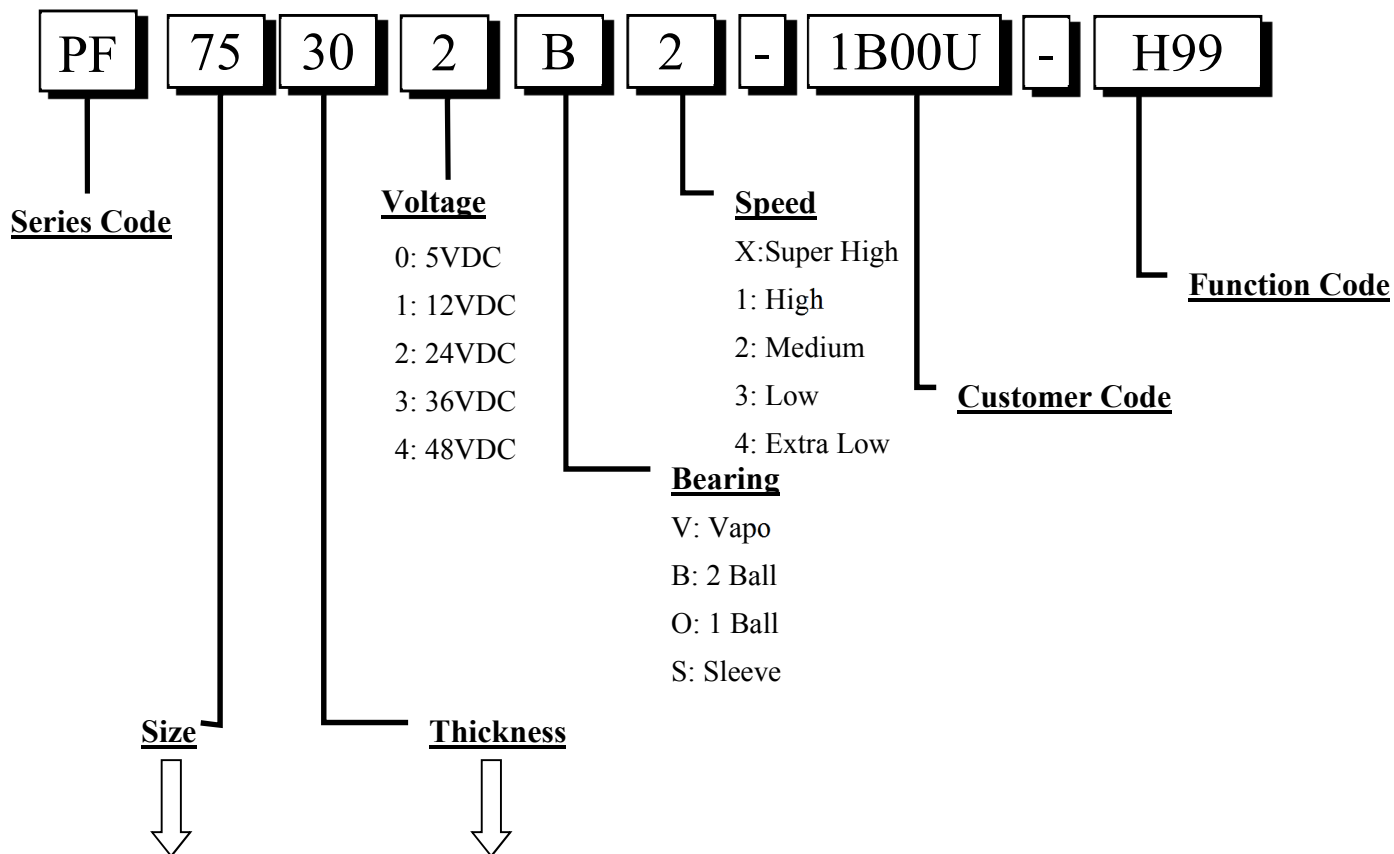 PF 75 30 2 B 2 - 1B00U - H99
Series Code
Voltage
0: 5VDC
1: 12VDC
2: 24VDC
3: 36VDC
4: 48VDC
Speed
X:Super High
1: High
2: Medium
3: Low
4: Extra Low
Function Code
Customer Code
Bearing
V: Vapo
B: 2 Ball
O: 1 Ball
S: Sleeve
Size
Thickness